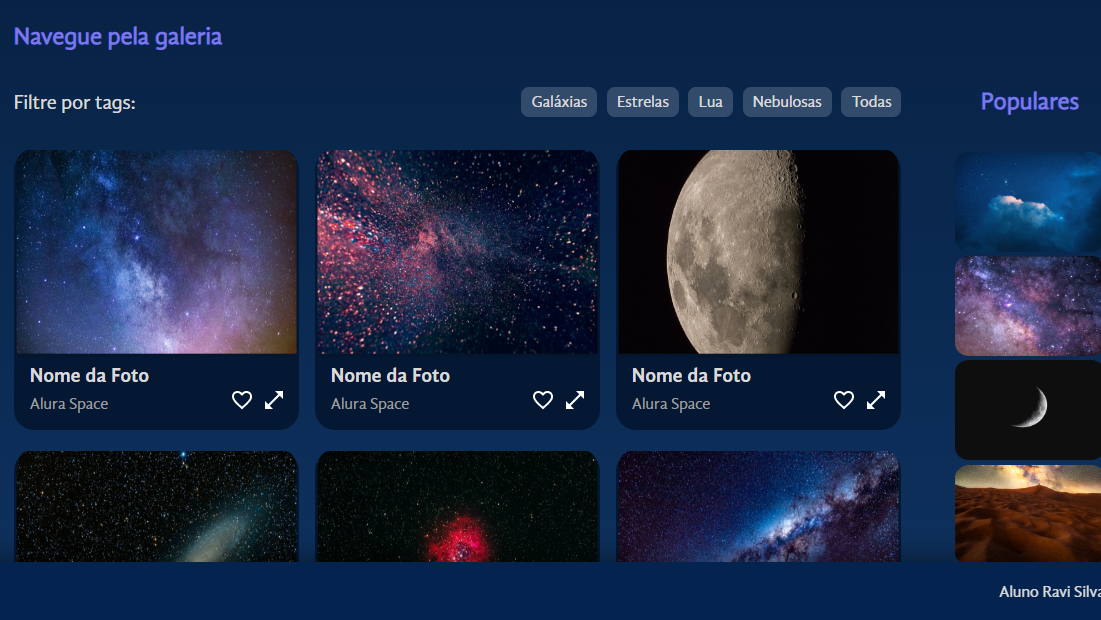 Navegue pela galeria
Filtre por tags:
Galáxias
Estrelas
Lua
Nebulosas
Todas
Populares
Nome da Foto
Alura Space
Nome da Foto
Alura Space
Nome da Foto
Alura Space
Aluno Ravi Silva